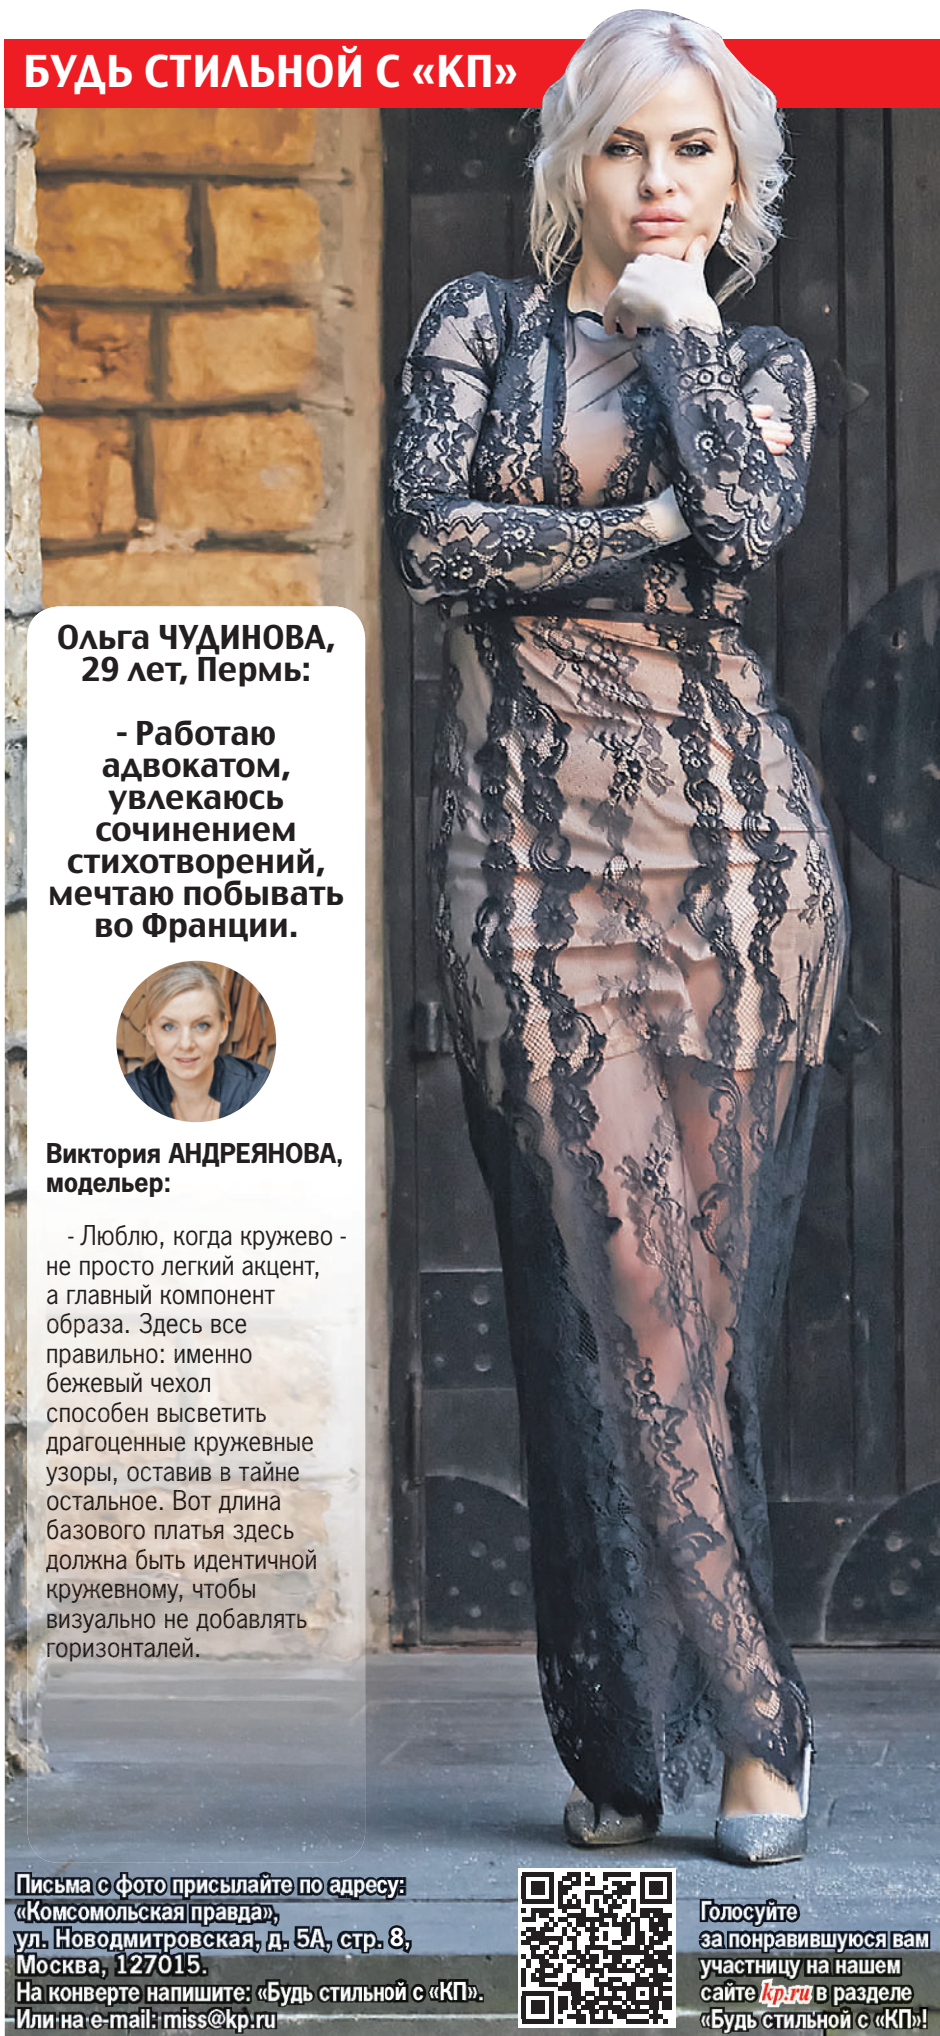 БУДЬ СТИЛЬНОЙ С «КП»
Ольга ЧУДИНОВА,
29 лет, Пермь:
- Работаю
адвокатом,
увлекаюсь
сочинением
стихотворений,
мечтаю побывать
во Франции.
Виктория АНДРЕЯНОВА,
модельер:
- Люблю, когда кружево -
не просто легкий акцент,
а главный компонент
образа. Здесь все
правильно: именно
бежевый чехол
способен высветить
драгоценные кружевные
узоры, оставив в тайне
остальное. Вот длина
базового платья здесь
должна быть идентичной
кружевному, чтобы
визуально не добавлять
горизонталей.
Письма с фото присылайте по адресу:
«Комсомольская правда»,
ул. Новодмитровская, д. 5А, стр. 8,
Москва, 127015.
На конверте напишите: «Будь стильной с «КП».
Или на e-mail: miss@kp.ru
Голосуйте
за понравившуюся вам
участницу на нашем
сайте kp.ru в разделе
«Будь стильной с «КП»!